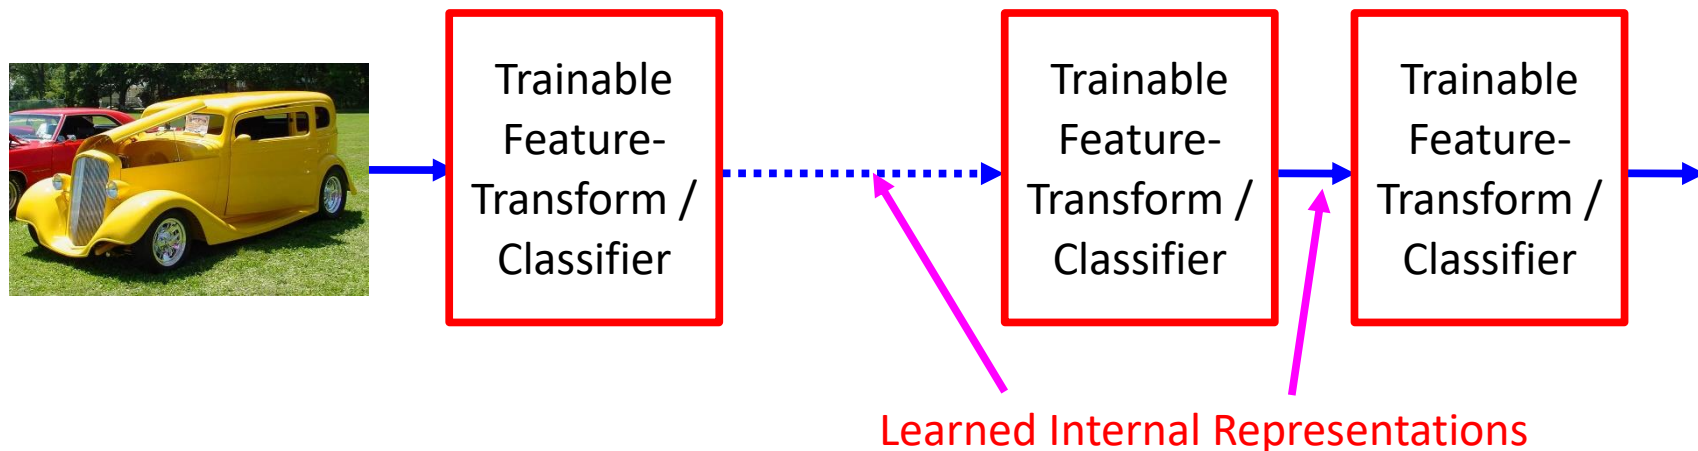 Trainable
Feature-
Transform /
Classifier
Trainable
Feature-
Transform /
Classifier
Trainable
Feature-
Transform /
Classifier
Learned Internal Representations